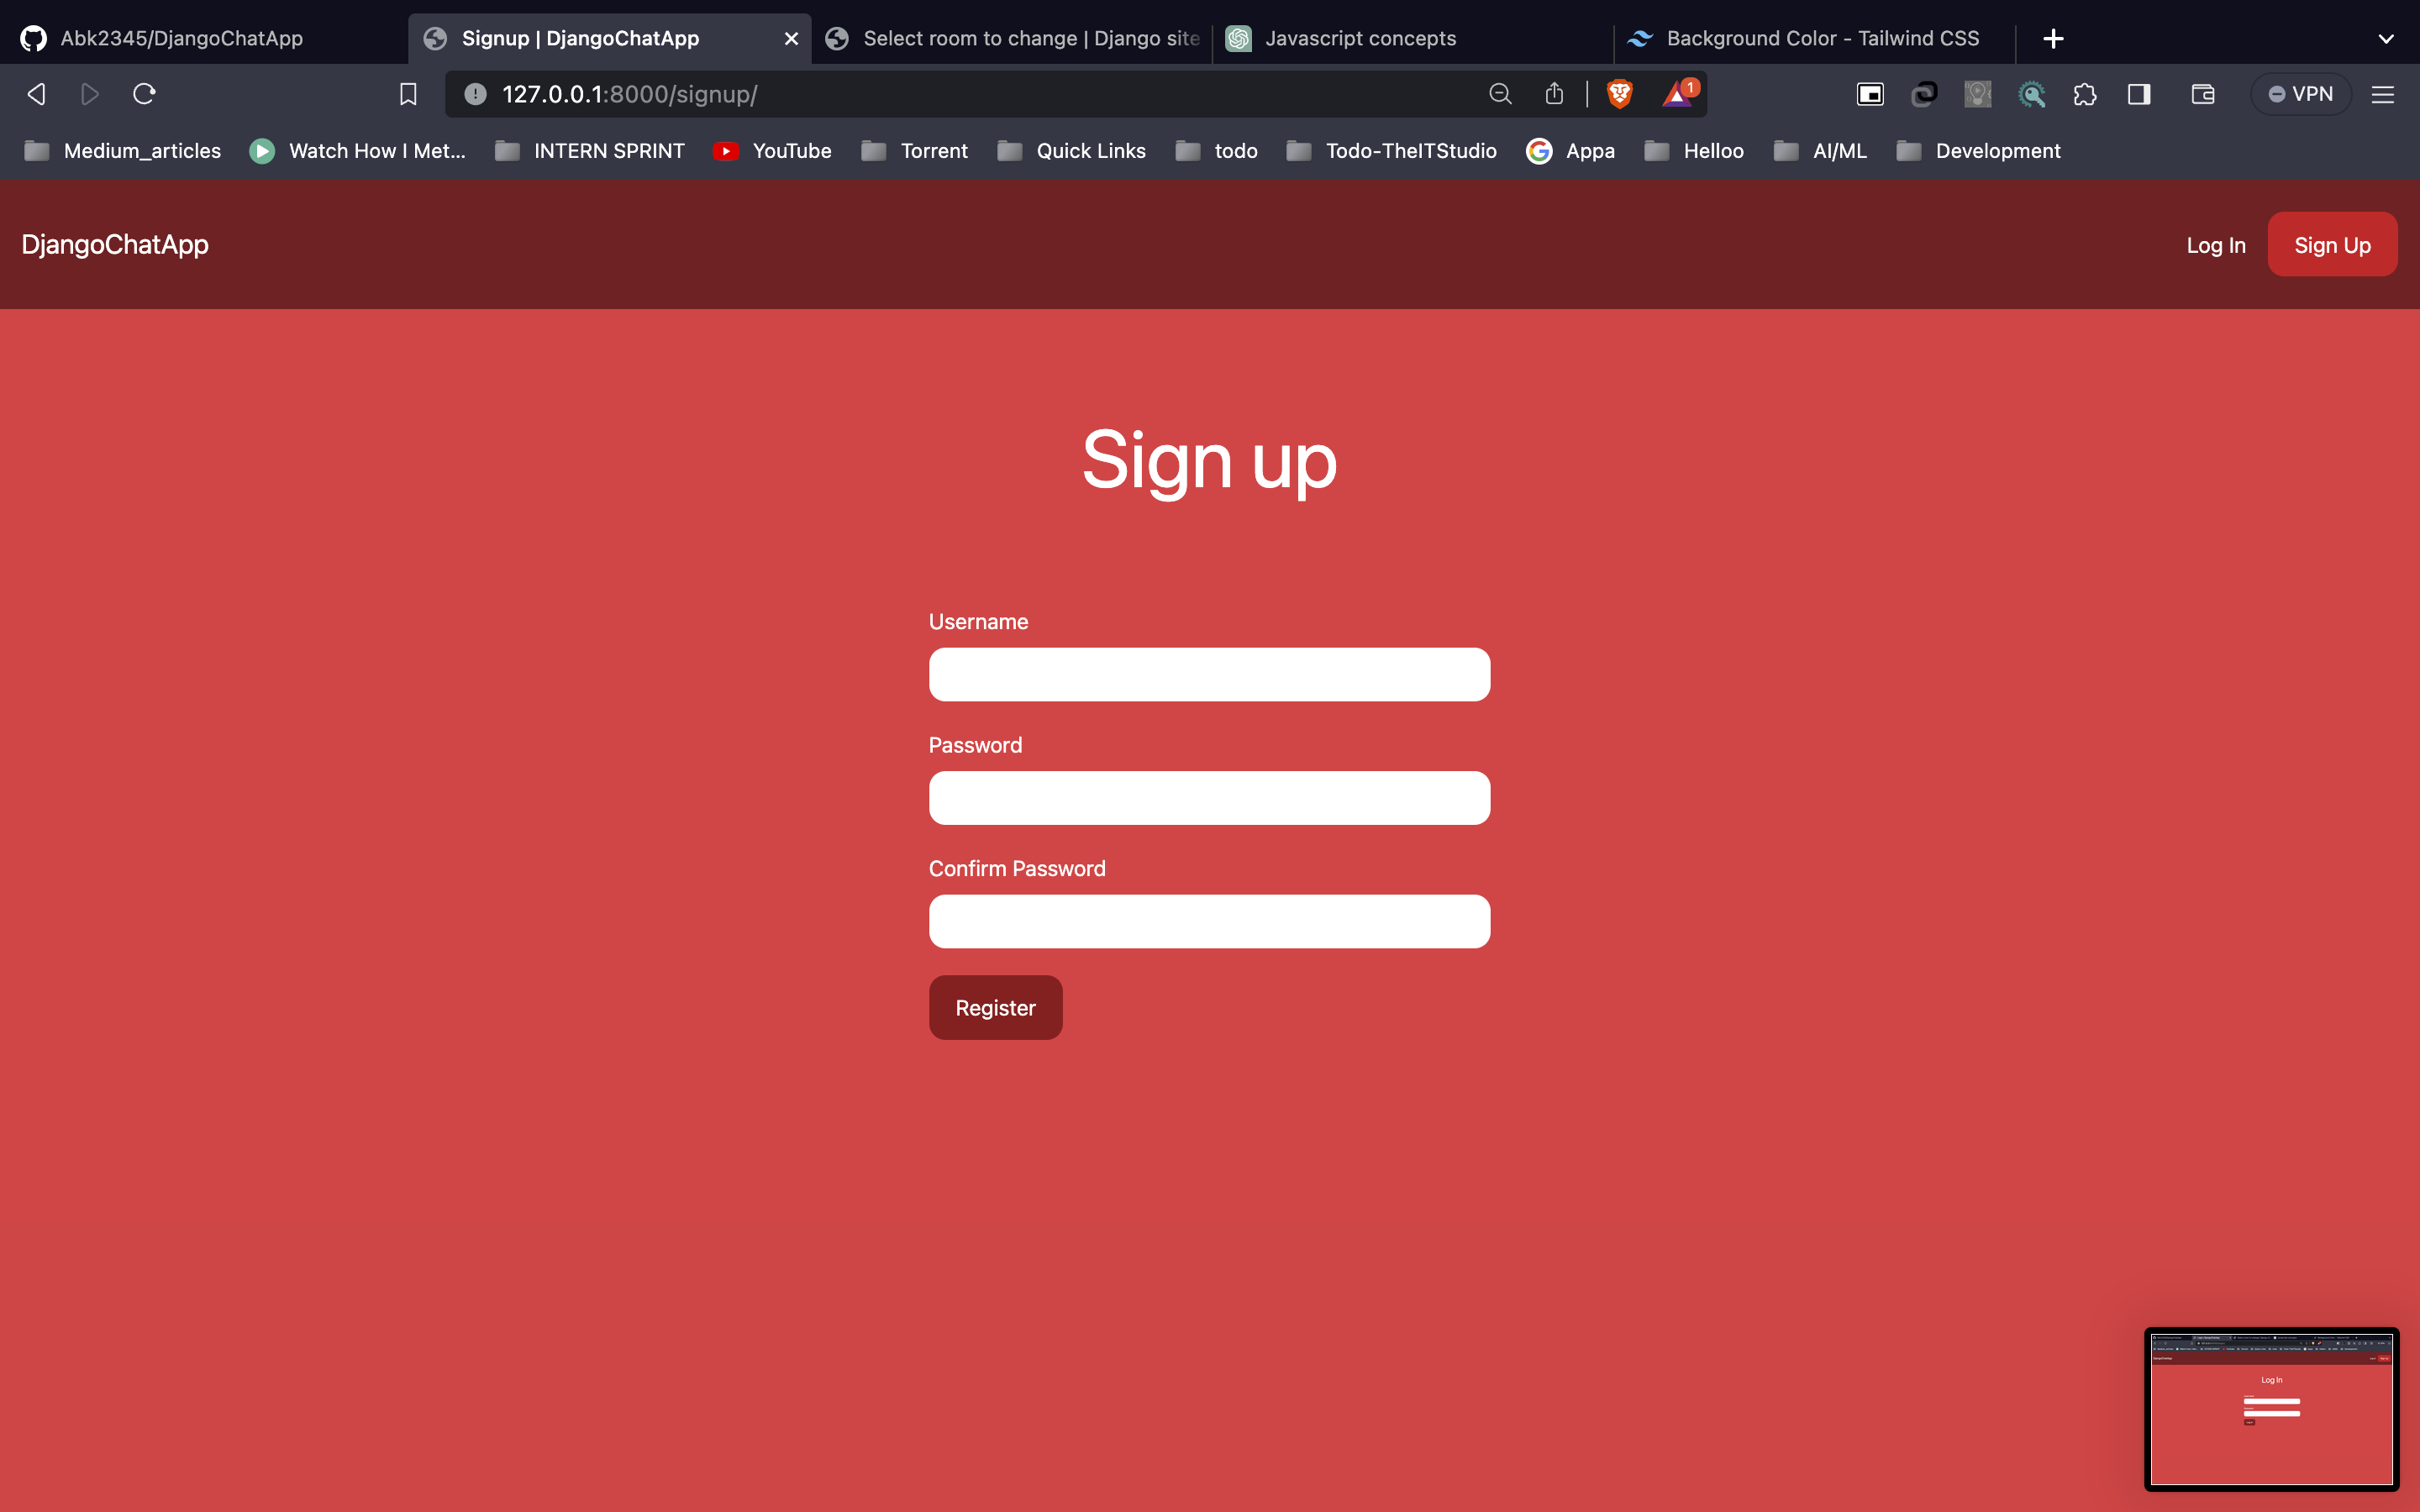 Abk2345/DjangoChatApp
Signup | DjangoChatApp
Select room to change | Django site
Javascript concepts
Background Color - Tailwind CSS
127.0.0.1:8000/signup/
1
VPN
Medium_articles
Watch How I Met...
INTERN SPRINT
YouTube
Torrent
Quick Links
todo
Todo-TheITStudio
Appa
Helloo
AI/ML
Development
DjangoChatApp
Log In
Sign Up
Sign up
Username
Password
Confirm Password
Register
Log In